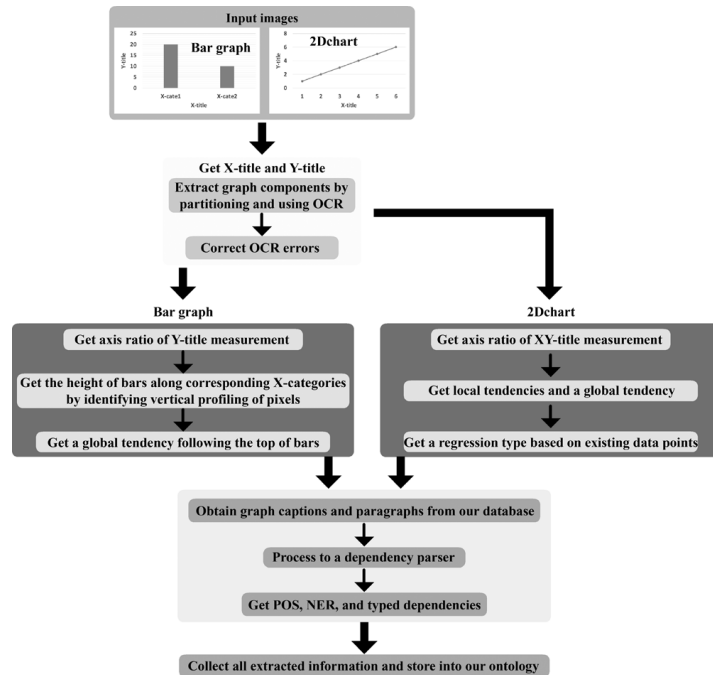 Input images
25
20
15
10
5
0
Y-title
Bar graph
X-cate1
X-cate2
X-title
8
6
4
2
0
Y-title
2Dchart
1 2 3 4 5 6
X-title
Get X-title and Y-title
Extract graph components by
partitioning and using OCR
Correct OCR errors
Bar graph
Get axis ratio of Y-title measurement
Get the height of bars along corresponding X-categories
by identifying vertical profiling of pixels
Get a global tendency following the top of bars
2Dchart
Get axis ratio of XY-title measurement
Get local tendencies and a global tendency
Get a regression type based on existing data points
Obtain graph captions and paragraphs from our database
Process to a dependency parser
Get POS, NER, and typed dependencies
Collect all extracted information and store into our ontology